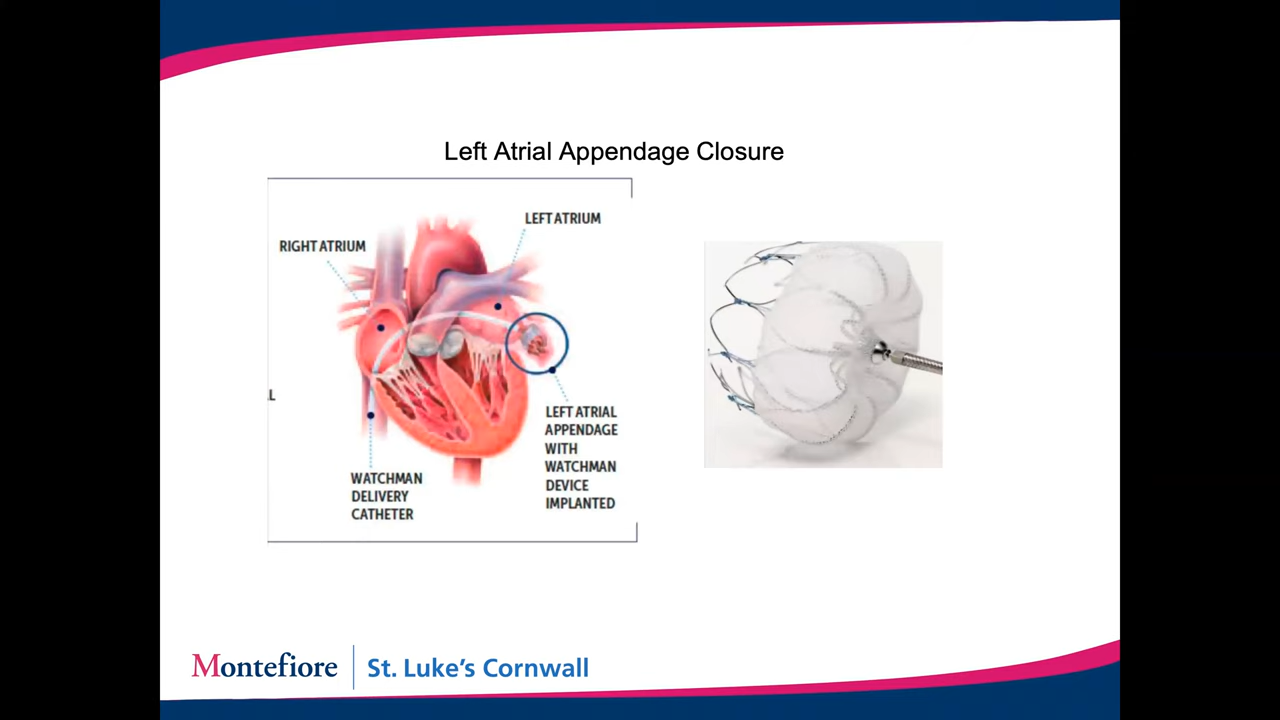 Left Atrial Appendage Closure
LEFT ATRIUM
RIGHT ATRIUM
L
LEFT ATRIAL
APPENDAGE
WITH
WATCHMAN
DEVICE
IMPLANTED
WATCHMAN
DELIVERY
CATHETER
Montefiore St. Luke's Cornwall